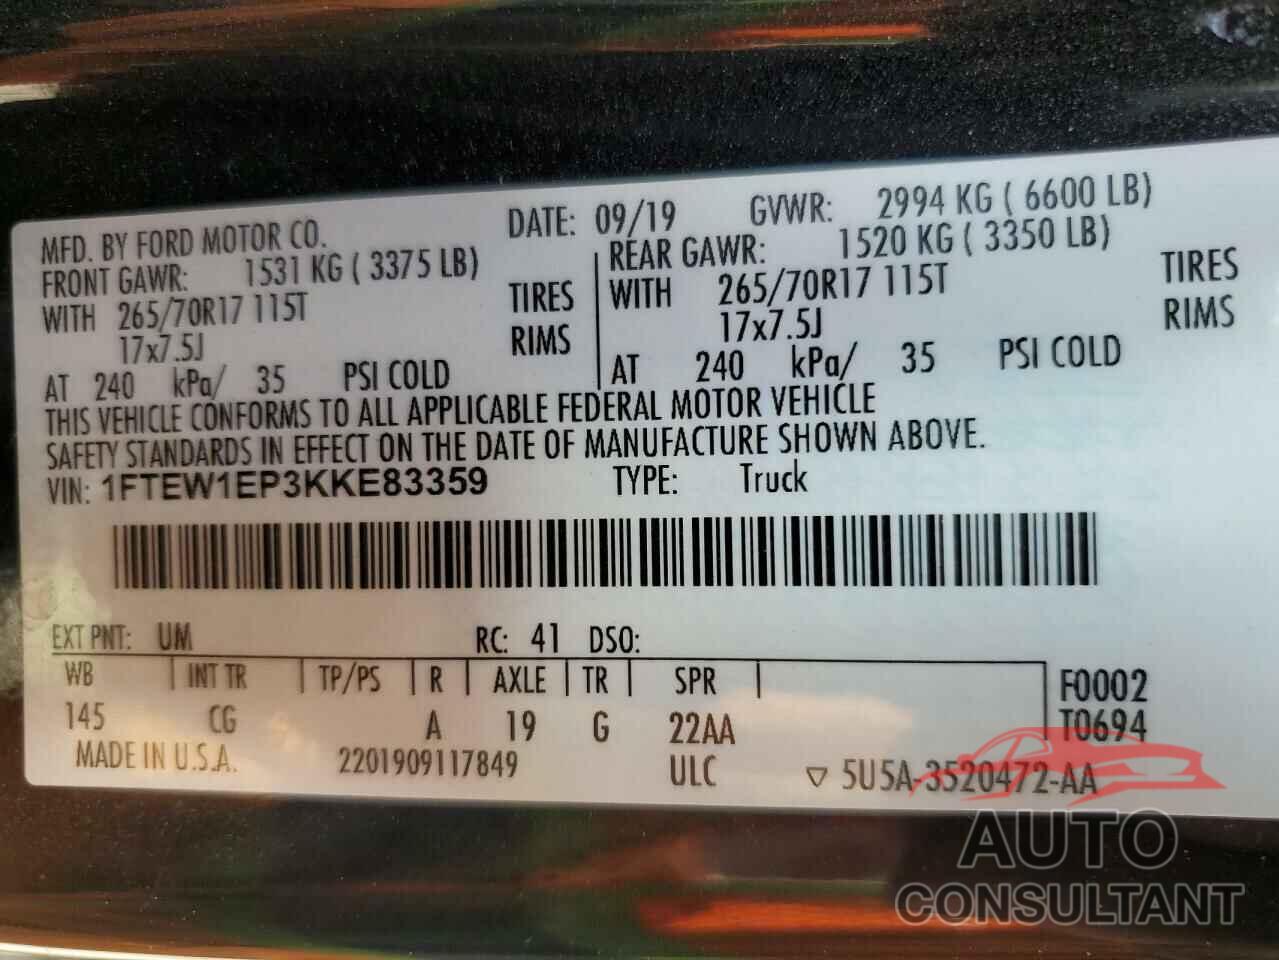 MFD. BY FORD MOTOR CO. DATE: 09/19 GVWR: 2994 KG ( 6600 LB)
FRONT GAWR: 1531 KG ( 3375 LB) REAR GAWR: 1520 KG ( 3350 LB)
WITH 265/70R17 115T TIRES WITH 265/70R17 115T TIRES
17x7.5J RIMS 17x7.5J RIMS
AT 240 kPa/ 35 PSI COLD AT 240 kPa/ 35 PSI COLD
THIS VEHICLE CONFORMS TO ALL APPLICABLE FEDERAL MOTOR VEHICLE
SAFETY STANDARDS IN EFFECT ON THE DATE OF MANUFACTURE SHOWN ABOVE.
VIN: 1FTEW1EP3KKE83359 TYPE: Truck
EXT PNT: UM RC: 41 DSO:
WB INT TR TP/PS R AXLE TR SPR F0002
145 CG A 19 G 22AA T0694
MADE IN U.S.A. 2201909117849 ULC ▽ 5U5A-3520472-AA
AUTO
CONSULTANT